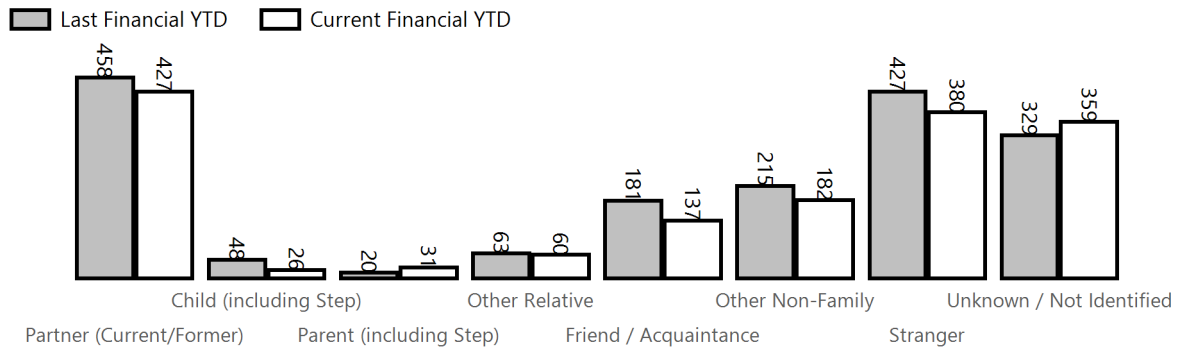 Last Financial YTD Current Financial YTD
458 427 48 26 20 31 63 60 181 137 215 182 427 380 329 359
Child (including Step) Other Relative Other Non-Family Unknown / Not Identified
Partner (Current/Former) Parent (including Step) Friend / Acquaintance Stranger